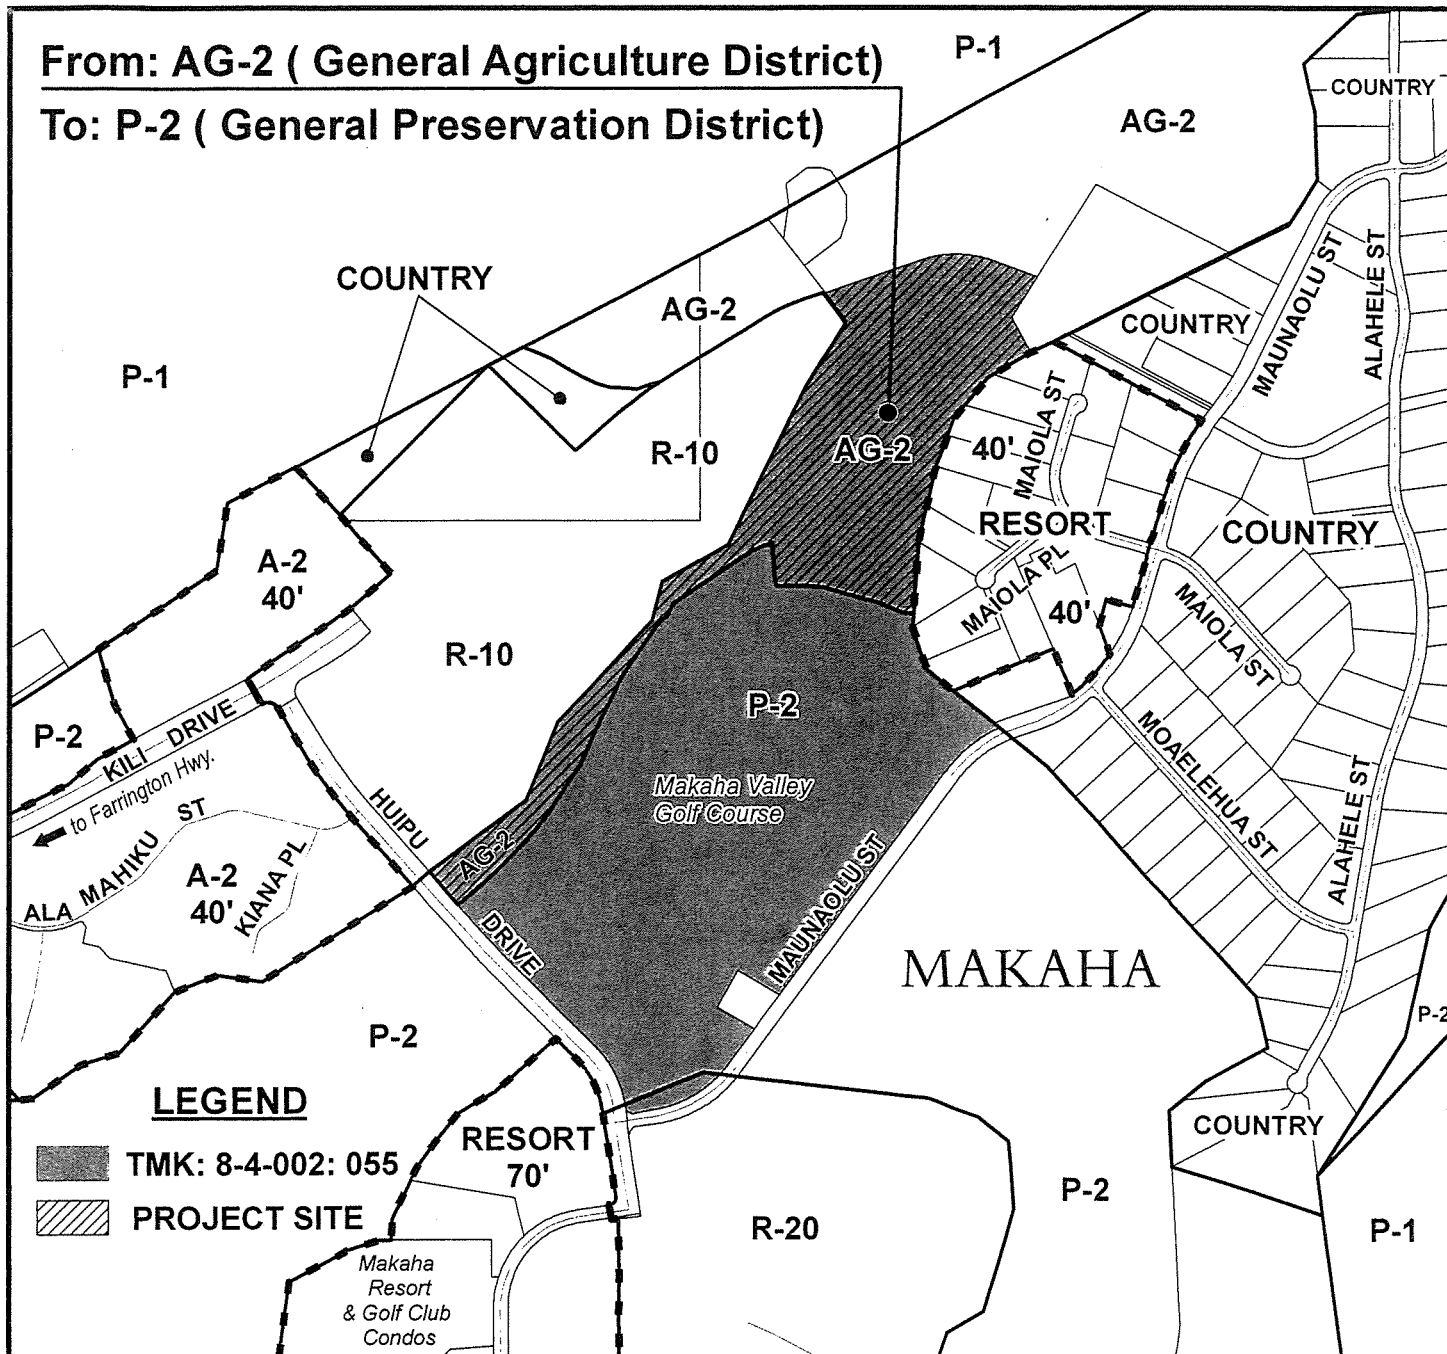 From: AG-2 ( General Agriculture District)
To: P-2 ( General Preservation District)
P-1
COUNTRY
AG-2
COUNTRY
AG-2
P-1
COUNTRY
MAUNAOLU ST
ALAHELE ST
R-10
AG-2
40'
MAIOLA ST
RESORT
COUNTRY
A-2
40'
MAIOLA PL
40'
MAIOLA ST
R-10
P-2
P-2
KILI DRIVE
to Farrington Hwy.
MOAELEHUA ST
Makaha Valley
Golf Course
HUIPU
DRIVE
ALA MAHIKU ST
KIANA PL
A-2
40'
AG-2
MAUNAOLU ST
ALAHELE ST
MAKAHA
P-2
P-2
LEGEND
TMK: 8-4-002: 055
PROJECT SITE
RESORT
70'
COUNTRY
P-2
R-20
P-1
Makaha
Resort
& Golf Club
Condos